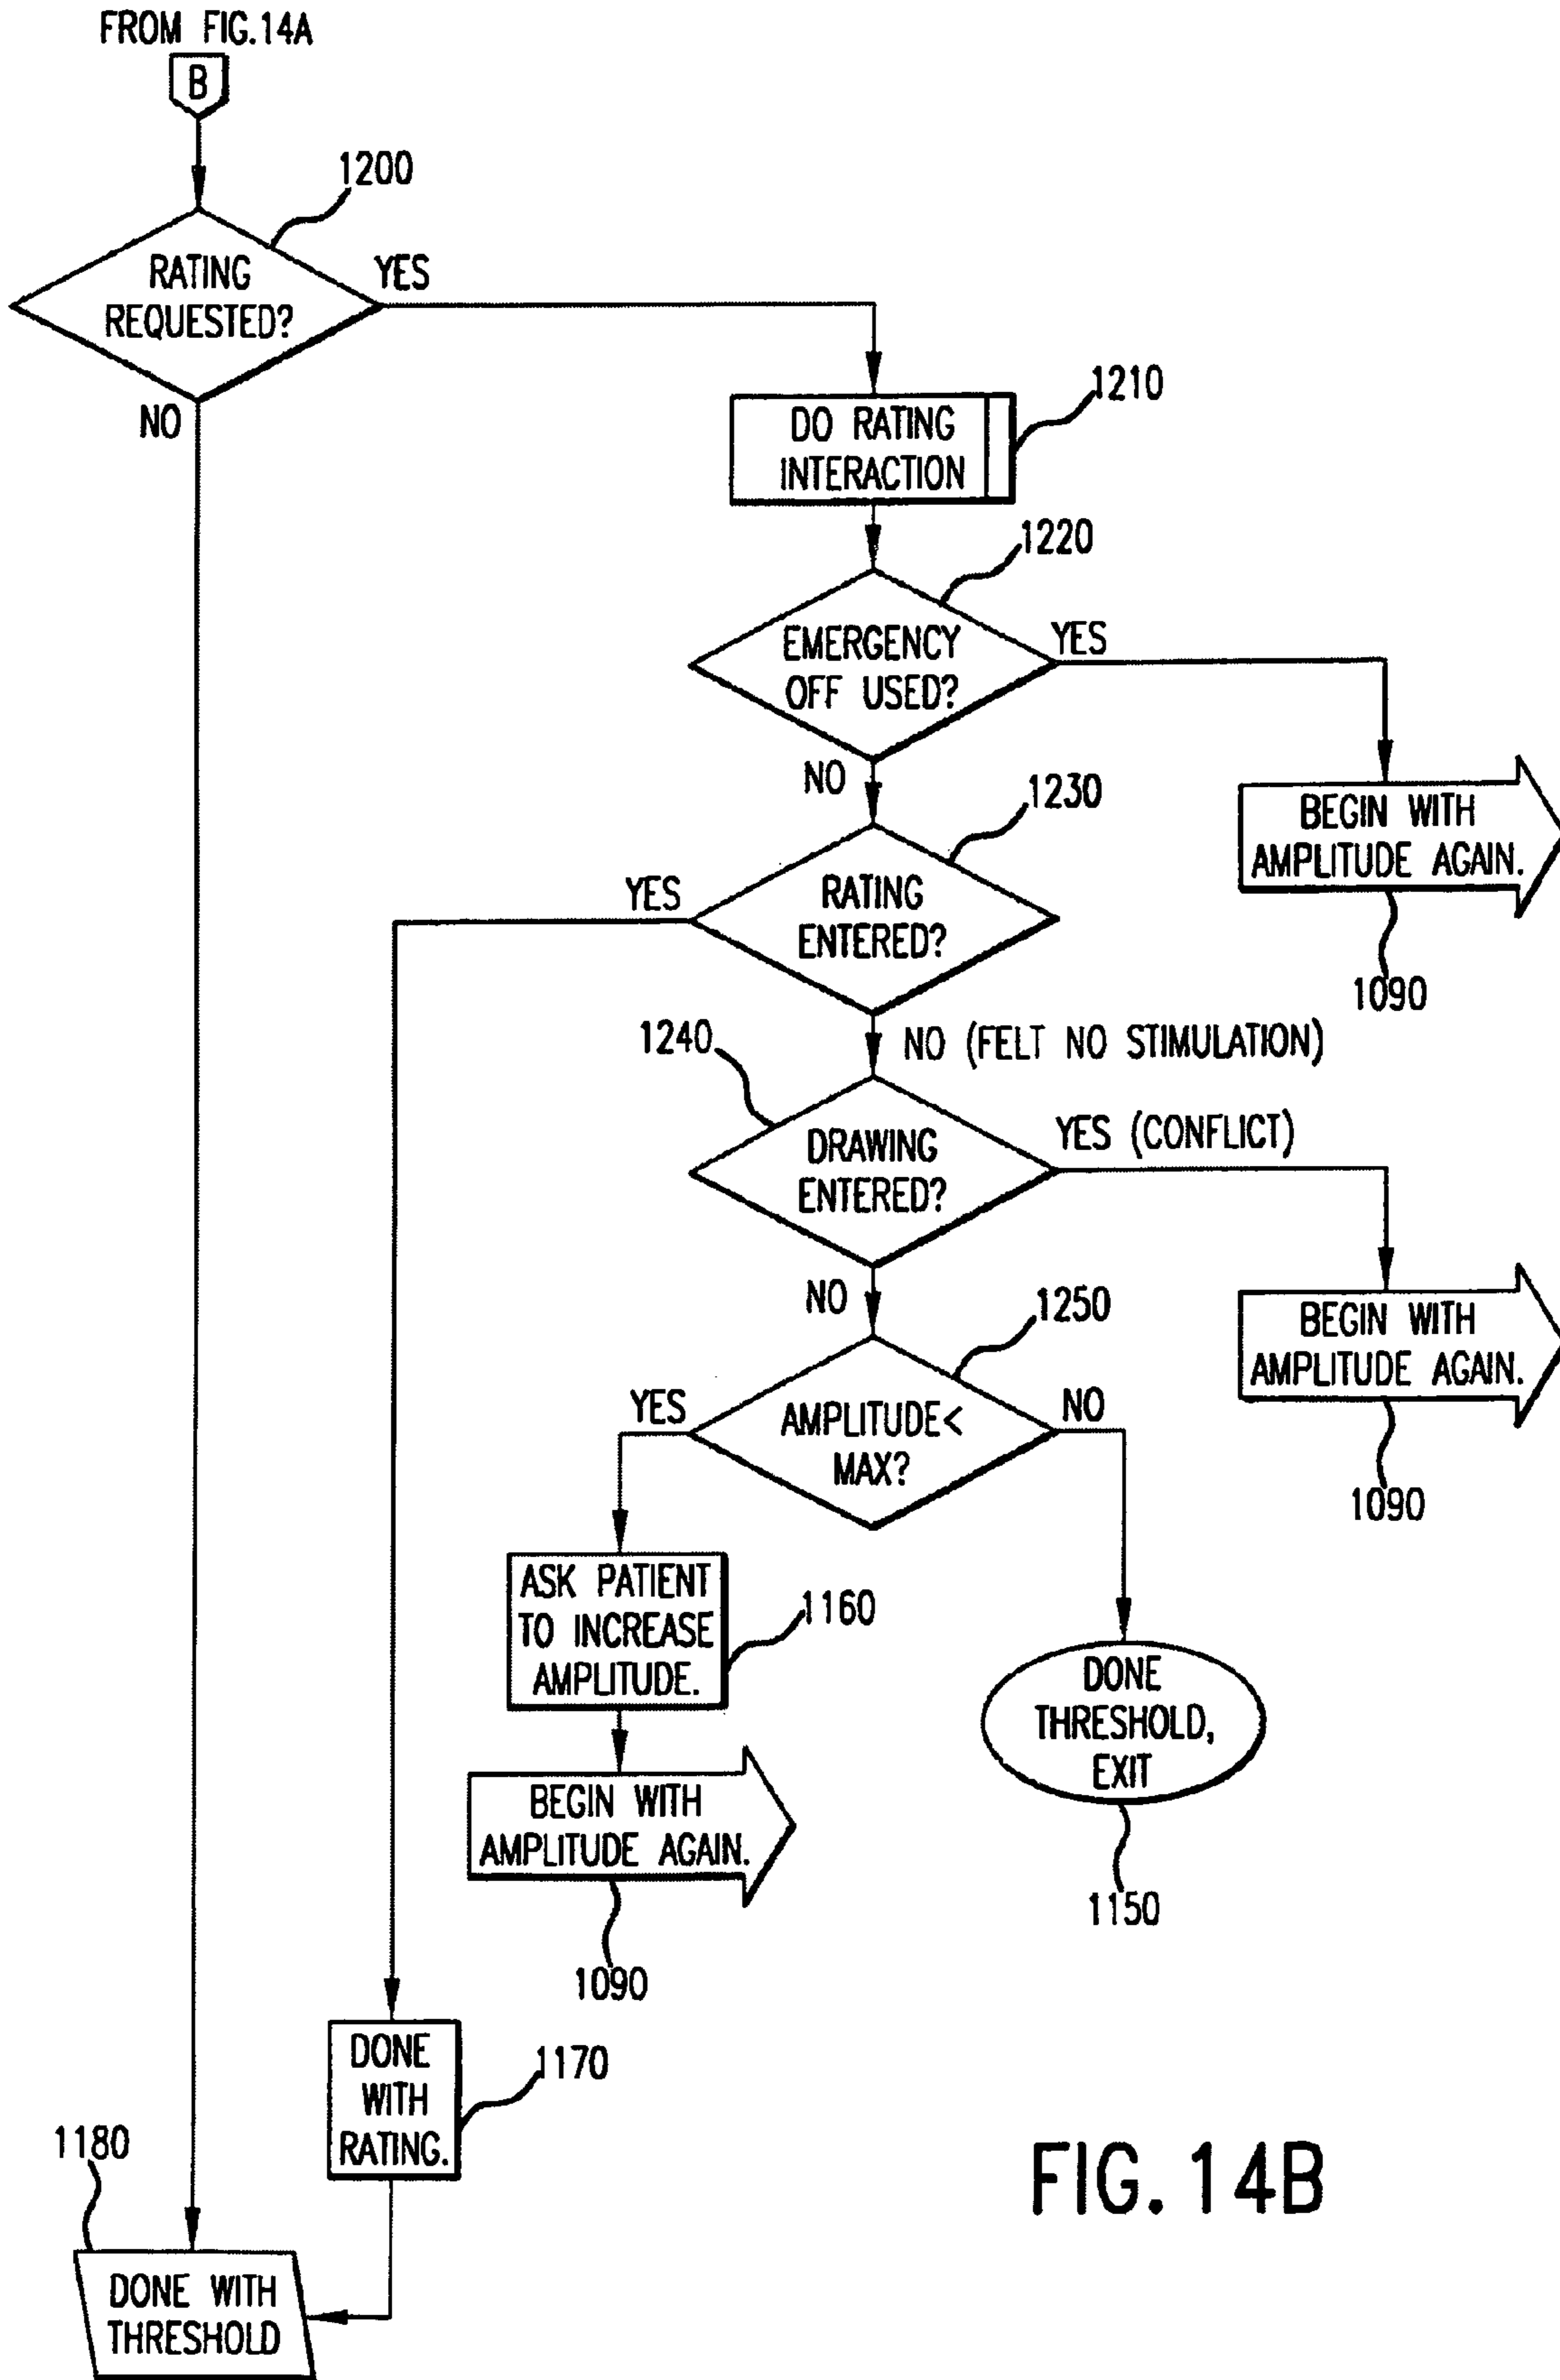 FROM FIG.14A
B
1200
RATING
REQUESTED?
YES
NO
1210
DO RATING
INTERACTION
1220
EMERGENCY
OFF USED?
YES
NO
BEGIN WITH
AMPLITUDE AGAIN.
1090
1230
YES
RATING
ENTERED?
NO (FELT NO STIMULATION)
1240
DRAWING
ENTERED?
YES (CONFLICT)
NO
BEGIN WITH
AMPLITUDE AGAIN.
1090
1250
YES
AMPLITUDE<
MAX?
NO
ASK PATIENT
TO INCREASE
AMPLITUDE.
1160
DONE
THRESHOLD,
EXIT
1150
BEGIN WITH
AMPLITUDE AGAIN.
1090
DONE
WITH
RATING.
1170
1180
DONE WITH
THRESHOLD
FIG. 14B